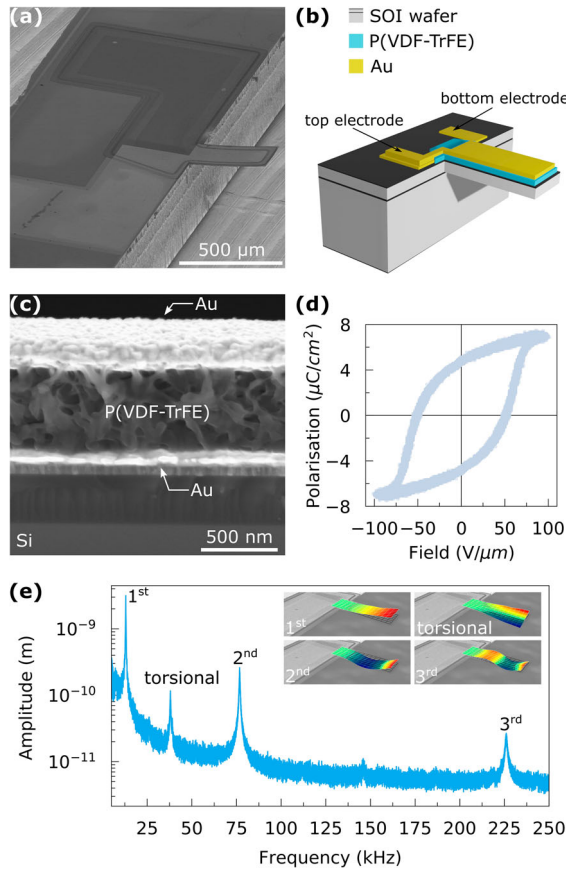 (a)
500 µm
(b)
SOI wafer
P(VDF-TrFE)
Au
bottom electrode
top electrode
(c)
Au
P(VDF-TrFE)
Au
Si
500 nm
(d)
Polarisation (µC/cm²)
8
4
0
−4
−8
−100 −50 0 50 100
Field (V/µm)
(e)
Amplitude (m)
10⁻⁹
10⁻¹⁰
10⁻¹¹
1st
torsional
2nd
3rd
1st
torsional
2nd
3rd
25 50 75 100 125 150 175 200 225 250
Frequency (kHz)